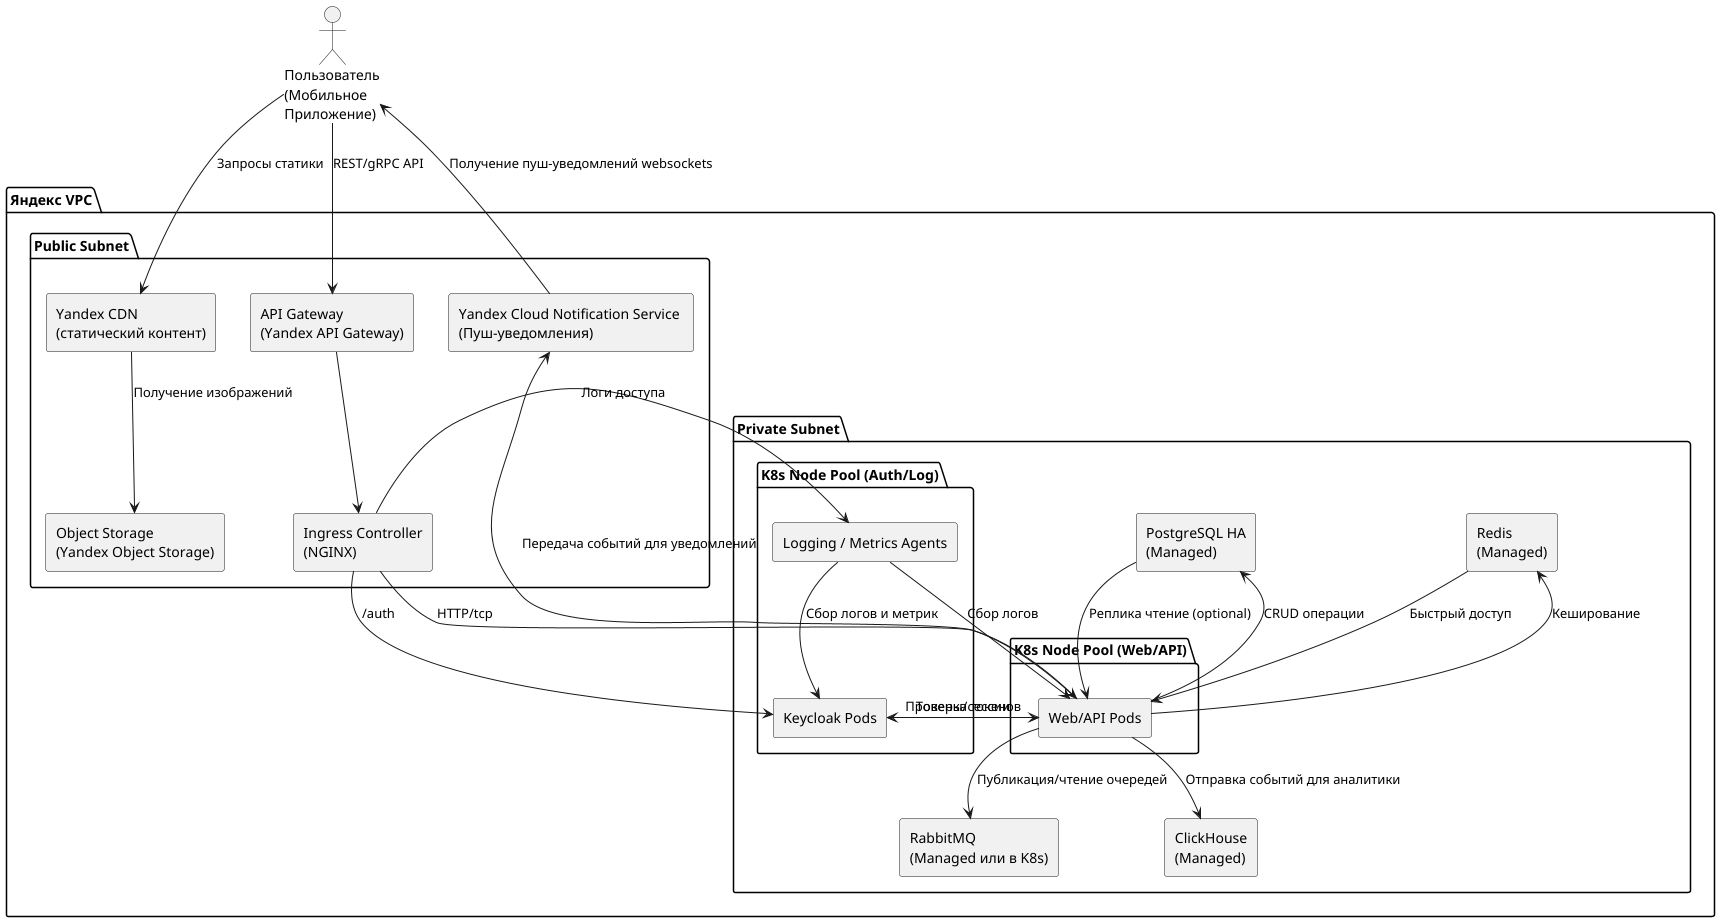 Пользователь
(Мобильное
Приложение)
Запросы статики
REST/gRPC API
Получение пуш-уведомлений websockets
Яндекс VPC
Public Subnet
Yandex CDN
(статический контент)
API Gateway
(Yandex API Gateway)
Yandex Cloud Notification Service
(Пуш-уведомления)
Получение изображений
Логи доступа
Private Subnet
K8s Node Pool (Auth/Log)
Object Storage
(Yandex Object Storage)
Ingress Controller
(NGINX)
Передача событий для уведомлений
Logging / Metrics Agents
PostgreSQL HA
(Managed)
Redis
(Managed)
/auth
HTTP/tcp
Сбор логов и метрик
Сбор логов
Реплика чтение (optional)
CRUD операции
Быстрый доступ
Кеширование
K8s Node Pool (Web/API)
Keycloak Pods
Проверка токенов
Токены/сессии
Web/API Pods
Публикация/чтение очередей
Отправка событий для аналитики
RabbitMQ
(Managed или в K8s)
ClickHouse
(Managed)